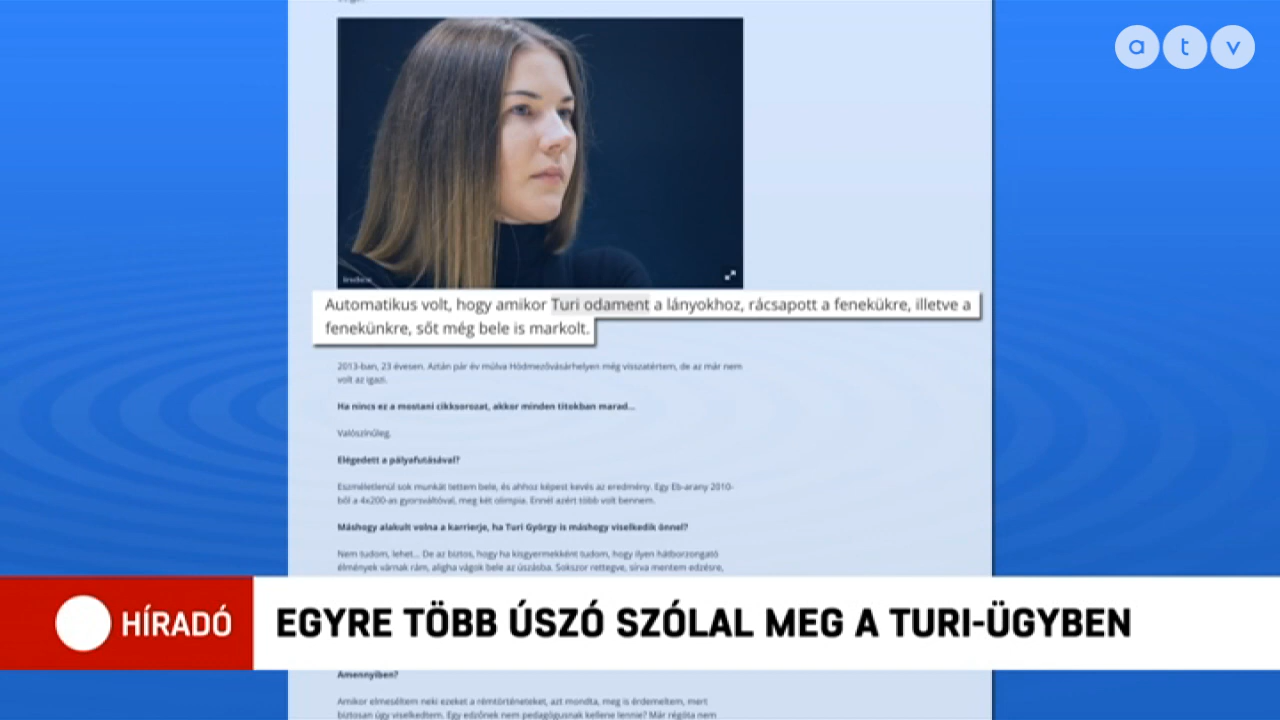 a t v
Automatikus volt, hogy amikor Turi odament a lányokhoz, rácsapott a fenekükre, illetve a
fenekünkre, sőt még bele is markolt.
2013-ban, 23 évesen. Aztán pár év múlva Hódmezővásárhelyen még visszatértem, de az már nem
volt az igazi.
Ha nincs ez a mostani cikksorozat, akkor minden titokban marad...
Valószínűleg.
Elégedett a pályafutásával?
Eszméletlenül sok munkát tettem bele, és ahhoz képest kevés az eredmény. Egy Eb-arany 2010-
ből a 4x200-as gyorsváltóval, meg két olimpia. Ennél azért több volt bennem.
Máshogy alakult volna a karrierje, ha Turi György is máshogy viselkedik önnel?
Nem tudom, lehet... De az biztos, hogy ha kisgyermekként tudom, hogy ilyen hátborzongató
élmények várnak rám, aligha vágok bele az úszásba. Sokszor rettegve, sírva mentem edzésre,
HÍRADÓ
EGYRE TÖBB ÚSZÓ SZÓLAL MEG A TURI-ÜGYBEN
Amennyiben?
Amikor elmeséltem neki ezeket a rémtörténeteket, azt mondta, meg is érdemeltem, mert
biztosan úgy viselkedtem. Egy edzőnek nem pedagógusnak kellene lennie? Már régóta nem